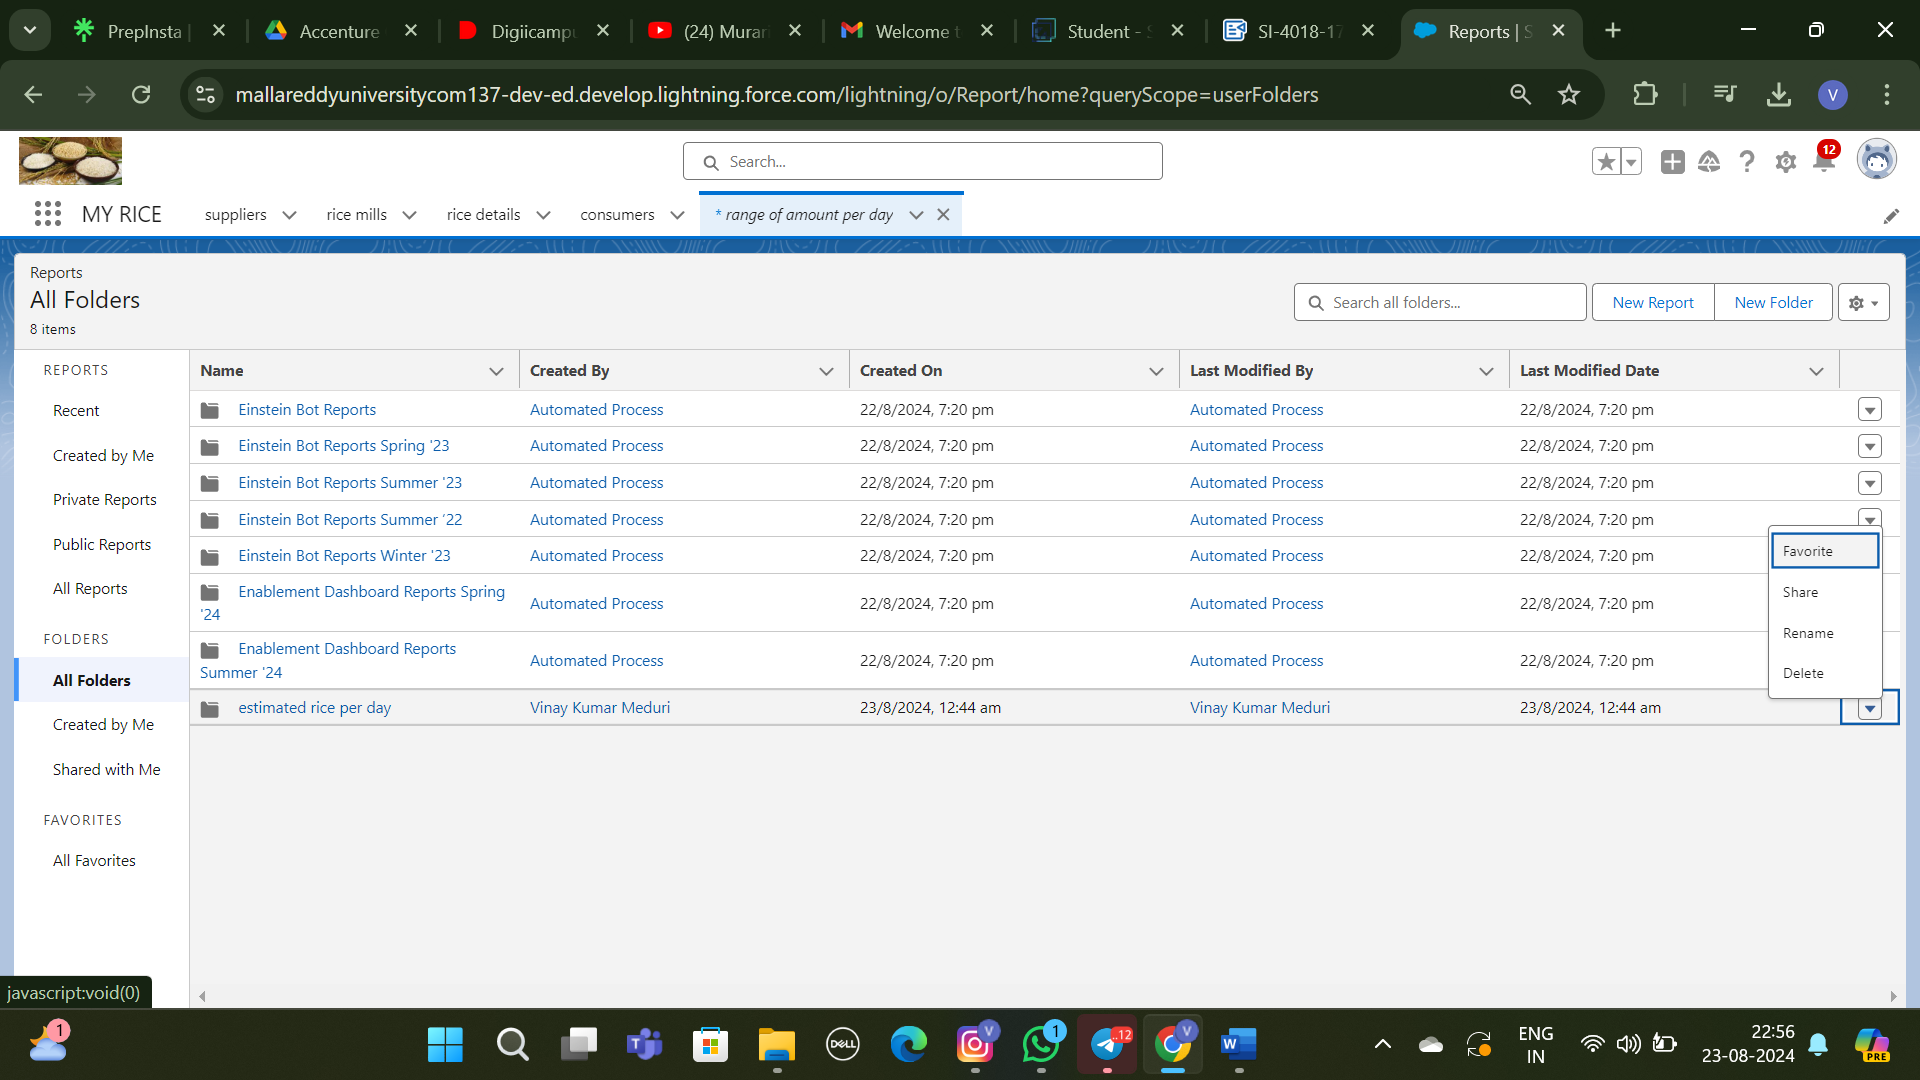 PrepInsta |
Accenture
Digiicampu
(24) Murari
Welcome t
Student - S
SI-4018-17
Reports | S
mallareddyuniversitycom137-dev-ed.develop.lightning.force.com/lightning/o/Report/home?queryScope=userFolders
V
Search...
12
MY RICE
suppliers
rice mills
rice details
consumers
* range of amount per day
Reports
All Folders
8 items
Search all folders...
New Report
New Folder
REPORTS
Recent
Created by Me
Private Reports
Public Reports
All Reports
FOLDERS
All Folders
Created by Me
Shared with Me
FAVORITES
All Favorites
Name Created By Created On Last Modified By Last Modified Date
Einstein Bot Reports Automated Process 22/8/2024, 7:20 pm Automated Process 22/8/2024, 7:20 pm
Einstein Bot Reports Spring '23 Automated Process 22/8/2024, 7:20 pm Automated Process 22/8/2024, 7:20 pm
Einstein Bot Reports Summer '23 Automated Process 22/8/2024, 7:20 pm Automated Process 22/8/2024, 7:20 pm
Einstein Bot Reports Summer ‘22 Automated Process 22/8/2024, 7:20 pm Automated Process 22/8/2024, 7:20 pm
Einstein Bot Reports Winter '23 Automated Process 22/8/2024, 7:20 pm Automated Process 22/8/2024, 7:20 pm
Enablement Dashboard Reports Spring
'24 Automated Process 22/8/2024, 7:20 pm Automated Process 22/8/2024, 7:20 pm
Enablement Dashboard Reports
Summer '24 Automated Process 22/8/2024, 7:20 pm Automated Process 22/8/2024, 7:20 pm
estimated rice per day Vinay Kumar Meduri 23/8/2024, 12:44 am Vinay Kumar Meduri 23/8/2024, 12:44 am
Favorite
Share
Rename
Delete
javascript:void(0)
1
T
DELL
V
1
..12
V
W
ENG
IN
22:56
23-08-2024
PRE